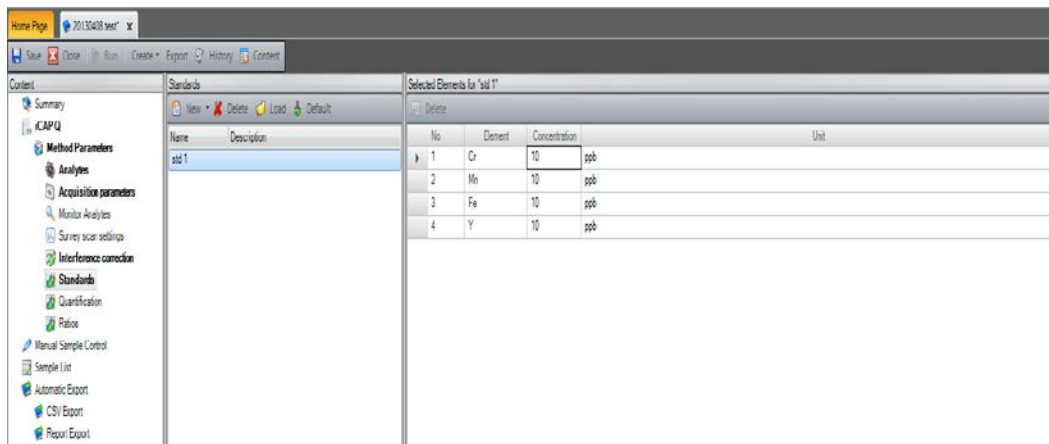 Home Page 20130408 test* x
Save Close Run Create Export History Content
Content
Summary
iCAPQ
Method Parameters
Analytes
Acquisition parameters
Monitor Analytes
Survey scan settings
Interference correction
Standards
Quantification
Ratios
Manual Sample Control
Sample List
Automatic Export
CSV Export
Report Export
Standards
New Delete Load Default
Name Description
std 1
Selected Elements for "std 1"
Delete
No Element Concentration Unit
1 Cr 10 ppb
2 Mn 10 ppb
3 Fe 10 ppb
4 Y 10 ppb